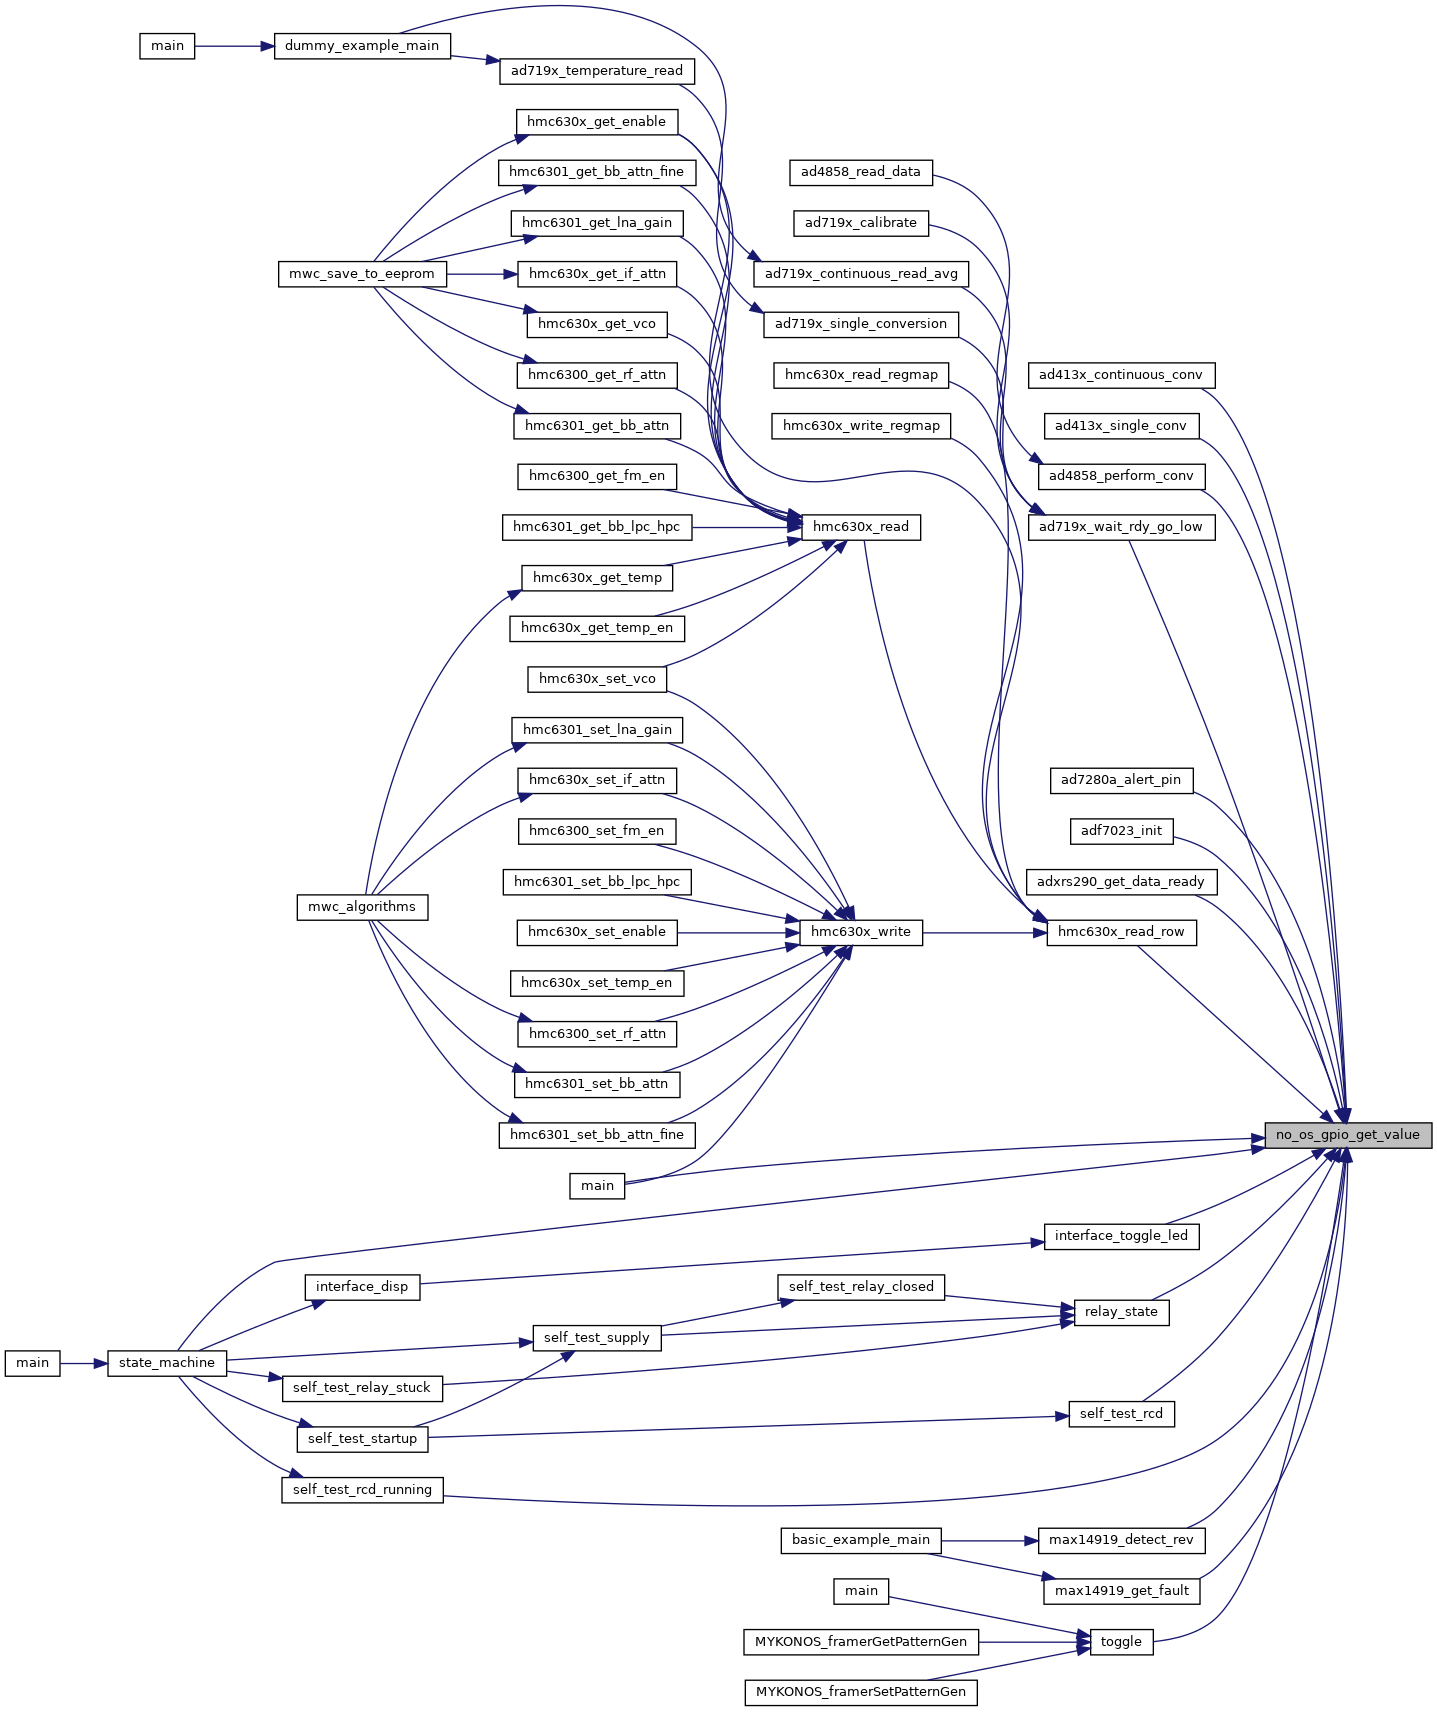 main
dummy_example_main
ad719x_temperature_read
hmc630x_get_enable
hmc6301_get_bb_attn_fine
ad4858_read_data
hmc6301_get_lna_gain
ad719x_calibrate
mwc_save_to_eeprom
hmc630x_get_if_attn
ad719x_continuous_read_avg
hmc630x_get_vco
ad719x_single_conversion
hmc6300_get_rf_attn
hmc630x_read_regmap
ad413x_continuous_conv
hmc6301_get_bb_attn
hmc630x_write_regmap
ad413x_single_conv
hmc6300_get_fm_en
ad4858_perform_conv
hmc6301_get_bb_lpc_hpc
hmc630x_read
ad719x_wait_rdy_go_low
hmc630x_get_temp
hmc630x_get_temp_en
hmc630x_set_vco
hmc6301_set_lna_gain
hmc630x_set_if_attn
ad7280a_alert_pin
hmc6300_set_fm_en
adf7023_init
hmc6301_set_bb_lpc_hpc
adxrs290_get_data_ready
mwc_algorithms
hmc630x_set_enable
hmc630x_write
hmc630x_read_row
hmc630x_set_temp_en
hmc6300_set_rf_attn
hmc6301_set_bb_attn
hmc6301_set_bb_attn_fine
no_os_gpio_get_value
main
interface_toggle_led
interface_disp
self_test_relay_closed
relay_state
self_test_supply
main
state_machine
self_test_relay_stuck
self_test_rcd
self_test_startup
self_test_rcd_running
basic_example_main
max14919_detect_rev
main
max14919_get_fault
MYKONOS_framerGetPatternGen
toggle
MYKONOS_framerSetPatternGen